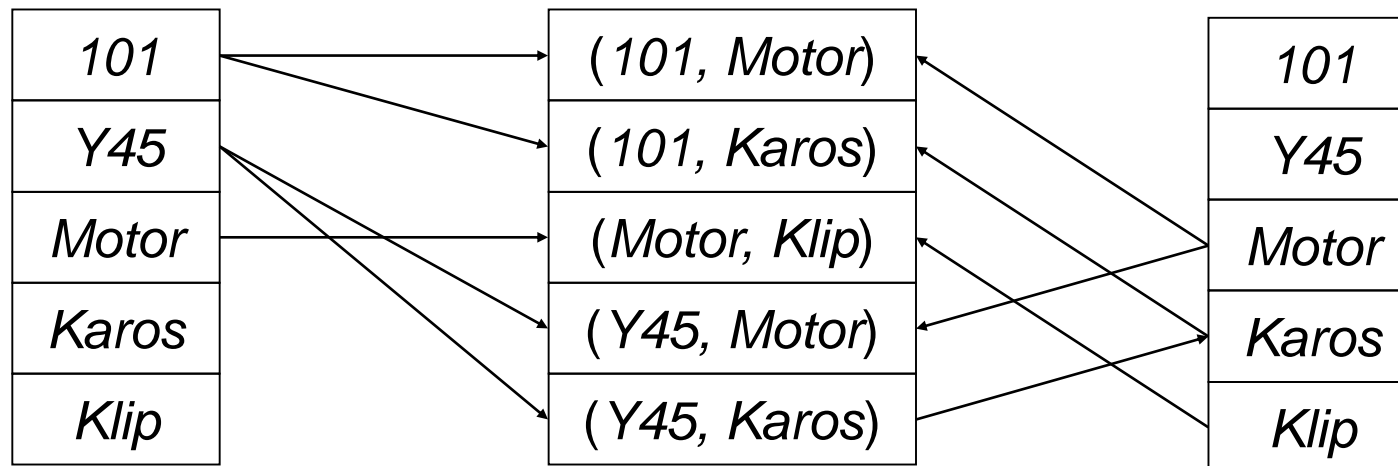 101
Y45
Motor
Karos
Klip
(101, Motor)
(101, Karos)
(Motor, Klip)
(Y45, Motor)
(Y45, Karos)
101
Y45
Motor
Karos
Klip